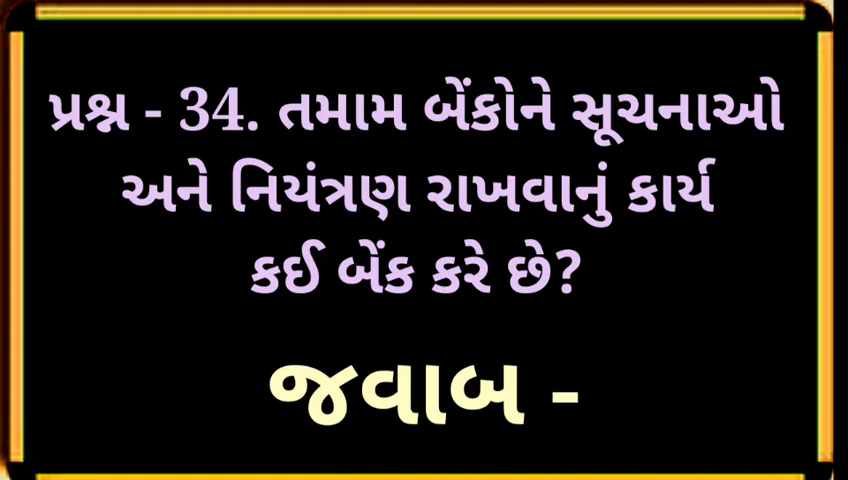 પ્રશ્ન - 34. તમામ બેંકોને સૂચનાઓ
અને નિયંત્રણ રાખવાનું કાર્ય
કઈ બેંક કરે છે?
જવાબ -